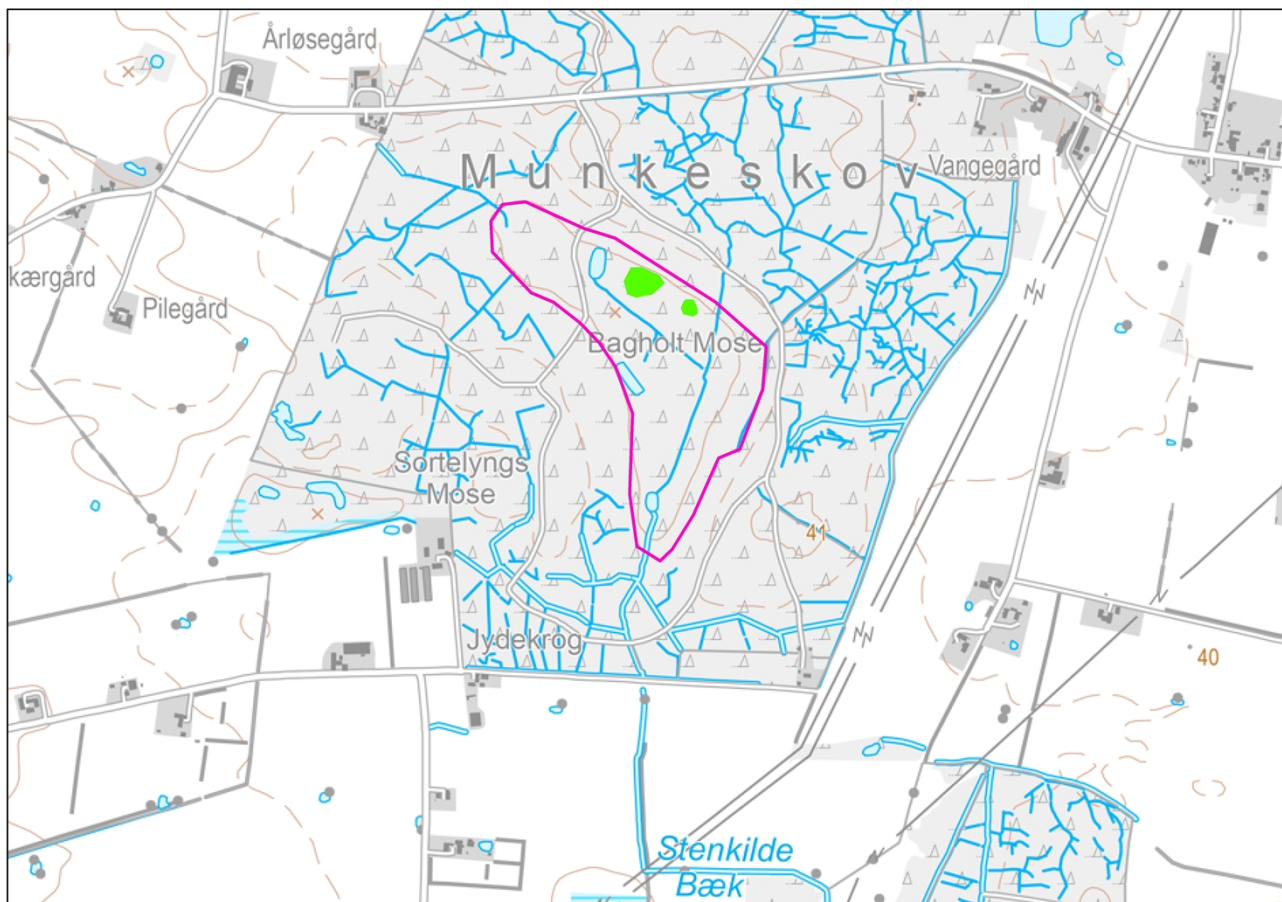 Årløsegård
Munkeskov
Vangegård
kærgård
Pilegård
Bagholt Mose
Sortelyngs
Mose
41
Jydekrog
40
Stenkilde
Bæk